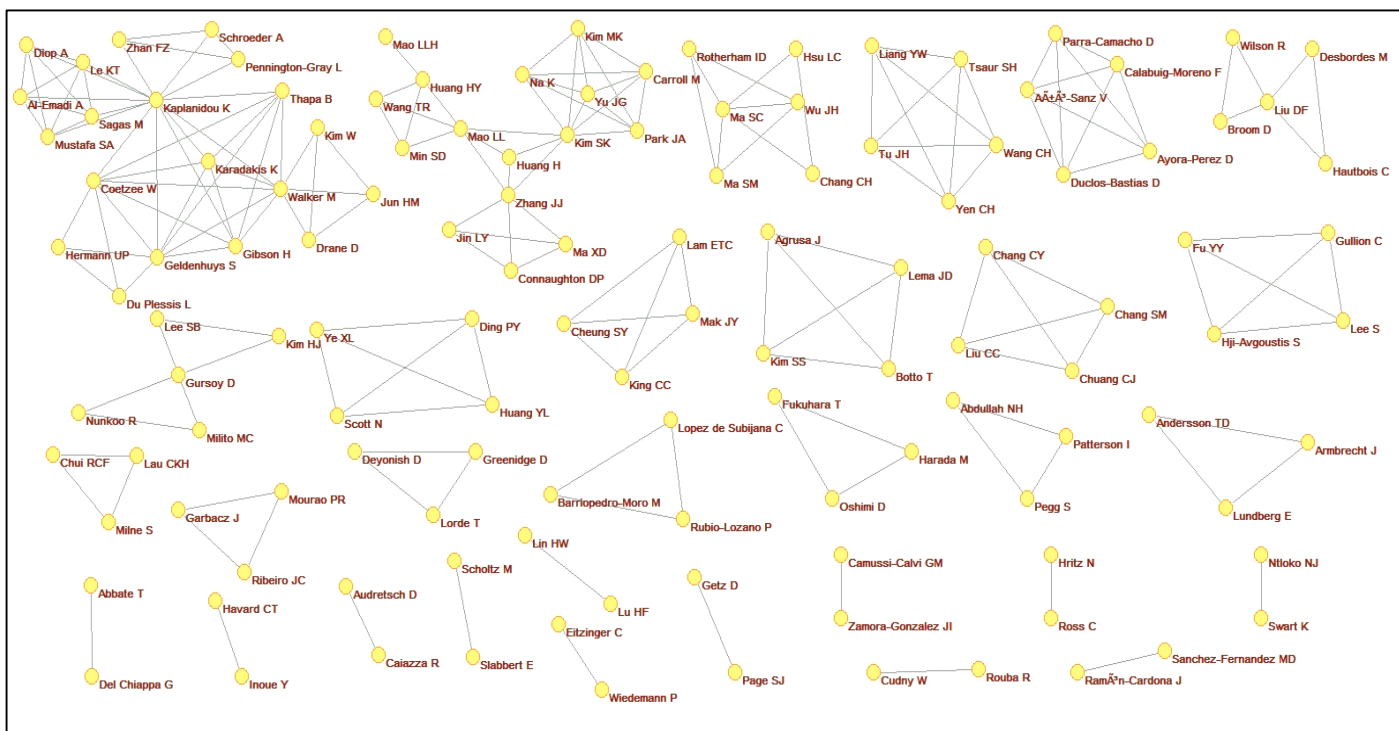 Diop A
Le KT
Al-Emadi A
Sagas M
Mustafa SA
Zhan FZ
Schroeder A
Pennington-Gray L
Kaplanidou K
Thapa B
Kim W
Karadakis K
Coetzee W
Walker M
Jun HM
Drane D
Gibson H
Geldenhuys S
Hermann UP
Du Plessis L
Mao LLH
Huang HY
Wang TR
Min SD
Mao LL
Huang H
Zhang JJ
Jin LY
Ma XD
Connaughton DP
Kim MK
Na K
Carroll M
Yu JG
Kim SK
Park JA
Rotherham ID
Hsu LC
Ma SC
Wu JH
Ma SM
Chang CH
Liang YW
Tsaur SH
Tu JH
Wang CH
Yen CH
Parra-Camacho D
Calabuig-Moreno F
AÃ±Ã³-Sanz V
Ayora-Perez D
Duclos-Bastias D
Wilson R
Desbordes M
Liu DF
Broom D
Hautbois C
Lee SB
Kim HJ
Gursoy D
Nunkoo R
Milito MC
Ye XL
Ding PY
Scott N
Huang YL
Lam ETC
Cheung SY
Mak JY
King CC
Agrusa J
Lema JD
Kim SS
Botto T
Chang CY
Chang SM
Liu CC
Chuang CJ
Fu YY
Gullion C
Hji-Avgoustis S
Lee S
Chui RCF
Lau CKH
Milne S
Garbacz J
Mourao PR
Ribeiro JC
Deyonish D
Greenidge D
Lorde T
Lopez de Subijana C
Barriopedro-Moro M
Rubio-Lozano P
Fukuhara T
Harada M
Oshimi D
Abdullah NH
Patterson I
Pegg S
Andersson TD
Armbrecht J
Lundberg E
Abbate T
Del Chiappa G
Havard CT
Inoue Y
Audretsch D
Caiazza R
Scholtz M
Slabbert E
Lin HW
Lu HF
Eitzinger C
Wiedemann P
Getz D
Page SJ
Camussi-Calvi GM
Zamora-Gonzalez JI
Cudny W
Rouba R
Hritz N
Ross C
RamÃ³n-Cardona J
Sanchez-Fernandez MD
Ntloko NJ
Swart K